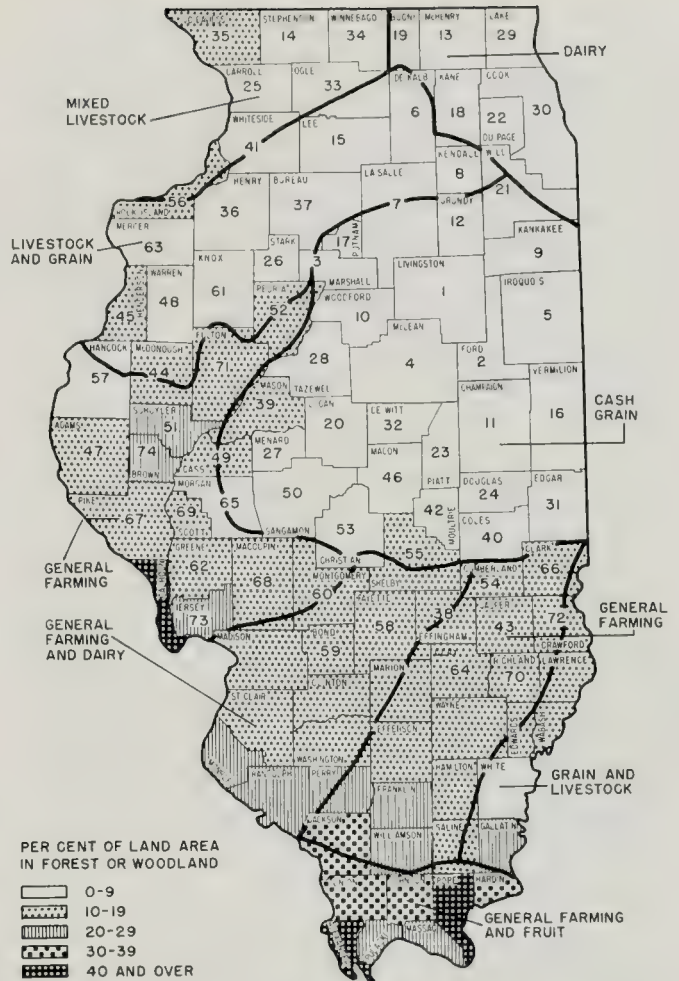 35
STEPHENSON
14
WINNEBAGO
34
19
MCHENRY
13
LAKE
29
DAIRY
MIXED
LIVESTOCK
CARROLL
25
OGLE
33
DE KALB
6
KANE
18
COOK
30
22
DU PAGE
WHITESIDE
41
LEE
15
KENDALL
8
WILL
21
56
ROCK ISLAND
HENRY
36
BUREAU
37
LA SALLE
7
GRUNDY
12
KANKAKEE
9
LIVESTOCK
AND GRAIN
MERCER
63
STARK
26
17
PUTNAM
3
MARSHALL
KNOX
61
WARREN
48
45
PEORIA
52
WOODFORD
10
LIVINGSTON
1
IROQUOIS
5
HANCOCK
57
MCDONOUGH
44
FULTON
71
28
TAZEWEL
MCLEAN
4
FORD
2
VERMILION
16
MASON
39
CHAMPAIGN
11
CASH
GRAIN
SCHUYLER
51
ADAMS
47
74
BROWN
CASS
49
MENARD
27
20
32
MACON
46
23
PIATT
MORGAN
65
50
SANGAMON
DOUGLAS
24
EDGAR
31
PIKE
67
69
SCOTT
53
CHRISTIAN
42
MOULTRIE
COLES
40
GENERAL
FARMING
GREENE
62
MACOUPIN
68
MONTGOMERY
60
55
SHELBY
54
CLARK
66
JERSEY
73
GENERAL
FARMING
AND DAIRY
MADISON
BOND
59
FAYETTE
58
38
EFFINGHAM
43
72
CRAWFORD
GENERAL
FARMING
CLINTON
MARION
CLAY
64
RICHLAND
70
LAWRENCE
ST CLAIR
WASHINGTON
JEFFERSON
WAYNE
EDWARDS
WABASH
RANDOLPH
PERRY
FRANKLIN
HAMILTON
WHITE
GRAIN AND
LIVESTOCK
JACKSON
WILLIAMSON
SALINE
GALLATIN
POPE
HARDIN
GENERAL FARMING
AND FRUIT
PER CENT OF LAND AREA
IN FOREST OR WOODLAND
0-9
10-19
20-29
30-39
40 AND OVER